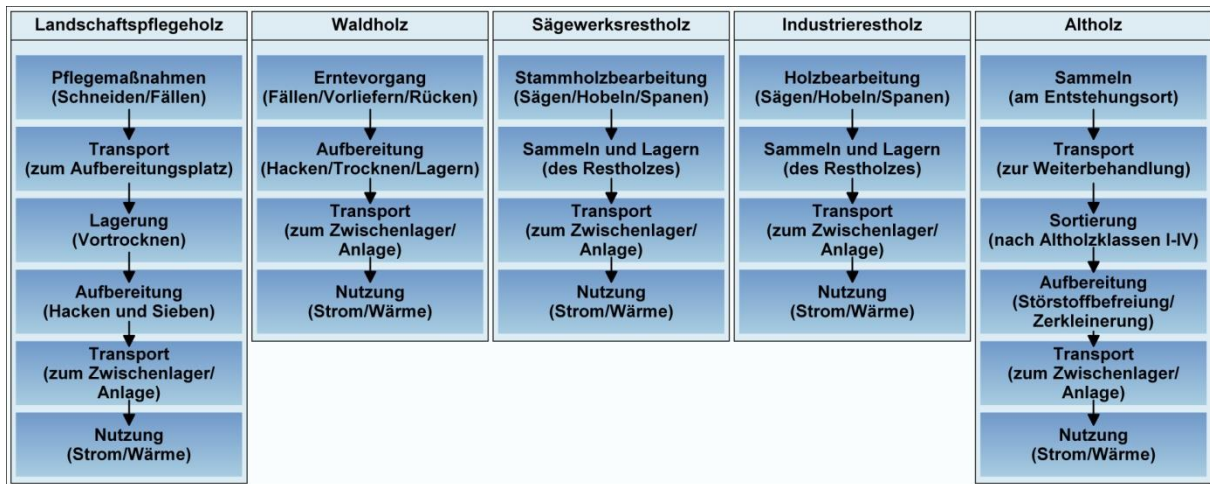 Landschaftspflegeholz
Pflegemaßnahmen
(Schneiden/Fällen)
Transport
(zum Aufbereitungsplatz)
Lagerung
(Vortrocknen)
Aufbereitung
(Hacken und Sieben)
Transport
(zum Zwischenlager/
Anlage)
Nutzung
(Strom/Wärme)
Waldholz
Erntevorgang
(Fällen/Vorliefern/Rücken)
Aufbereitung
(Hacken/Trocknen/Lagern)
Transport
(zum Zwischenlager/
Anlage)
Nutzung
(Strom/Wärme)
Sägewerksrestholz
Stammholzbearbeitung
(Sägen/Hobeln/Spanen)
Sammeln und Lagern
(des Restholzes)
Transport
(zum Zwischenlager/
Anlage)
Nutzung
(Strom/Wärme)
Industrierestholz
Holzbearbeitung
(Sägen/Hobeln/Spanen)
Sammeln und Lagern
(des Restholzes)
Transport
(zum Zwischenlager/
Anlage)
Nutzung
(Strom/Wärme)
Altholz
Sammeln
(am Entstehungsort)
Transport
(zur Weiterbehandlung)
Sortierung
(nach Altholzklassen I-IV)
Aufbereitung
(Störstoffbefreiung/
Zerkleinerung)
Transport
(zum Zwischenlager/
Anlage)
Nutzung
(Strom/Wärme)